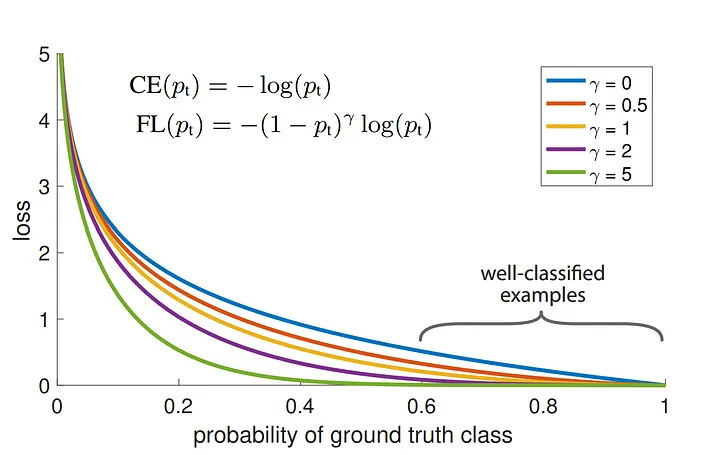 CE(pₜ) = − log(pₜ)
FL(pₜ) = −(1 − pₜ)^γ log(pₜ)
γ = 0
γ = 0.5
γ = 1
γ = 2
γ = 5
well-classified
examples
loss
5
4
3
2
1
0
0 0.2 0.4 0.6 0.8 1
probability of ground truth class